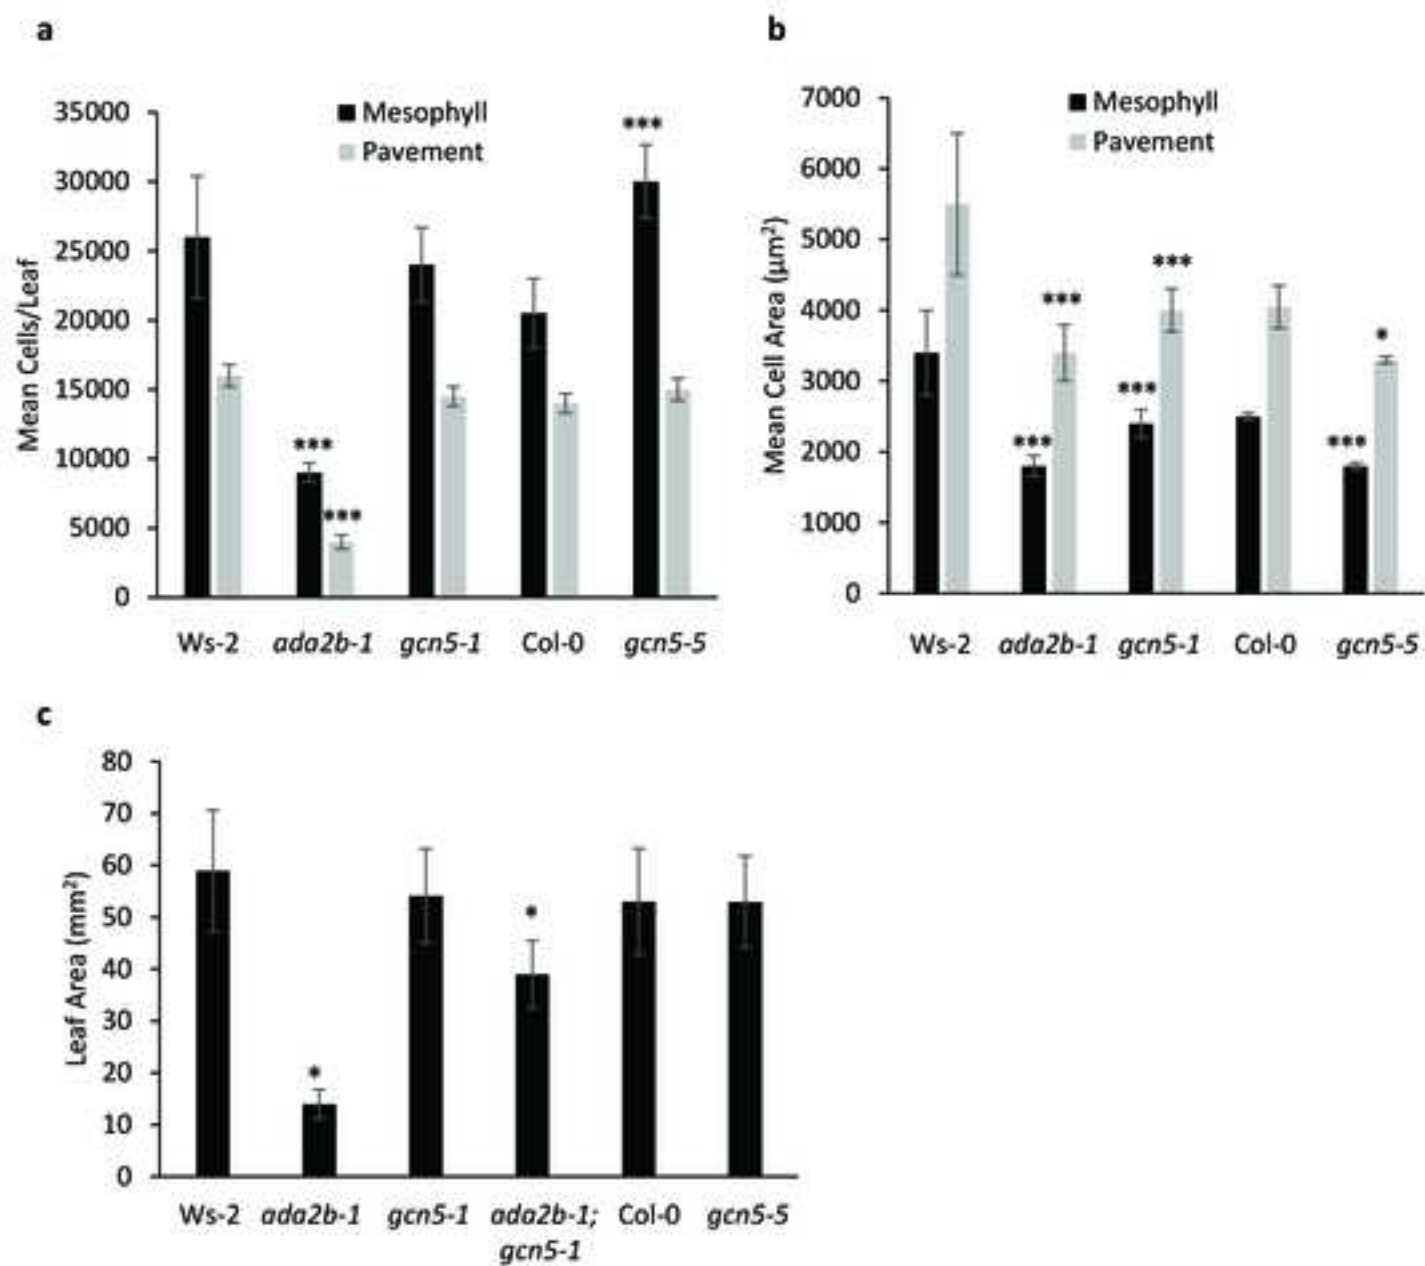 a
Mean Cells/Leaf
35000
30000
25000
20000
15000
10000
5000
0
Mesophyll
Pavement
***
***
***
Ws-2 ada2b-1 gcn5-1 Col-0 gcn5-5
b
Mean Cell Area (µm²)
7000
6000
5000
4000
3000
2000
1000
0
Mesophyll
Pavement
***
***
***
***
***
*
Ws-2 ada2b-1 gcn5-1 Col-0 gcn5-5
c
Leaf Area (mm²)
80
70
60
50
40
30
20
10
0
*
*
Ws-2 ada2b-1 gcn5-1 ada2b-1; Col-0 gcn5-5
gcn5-1